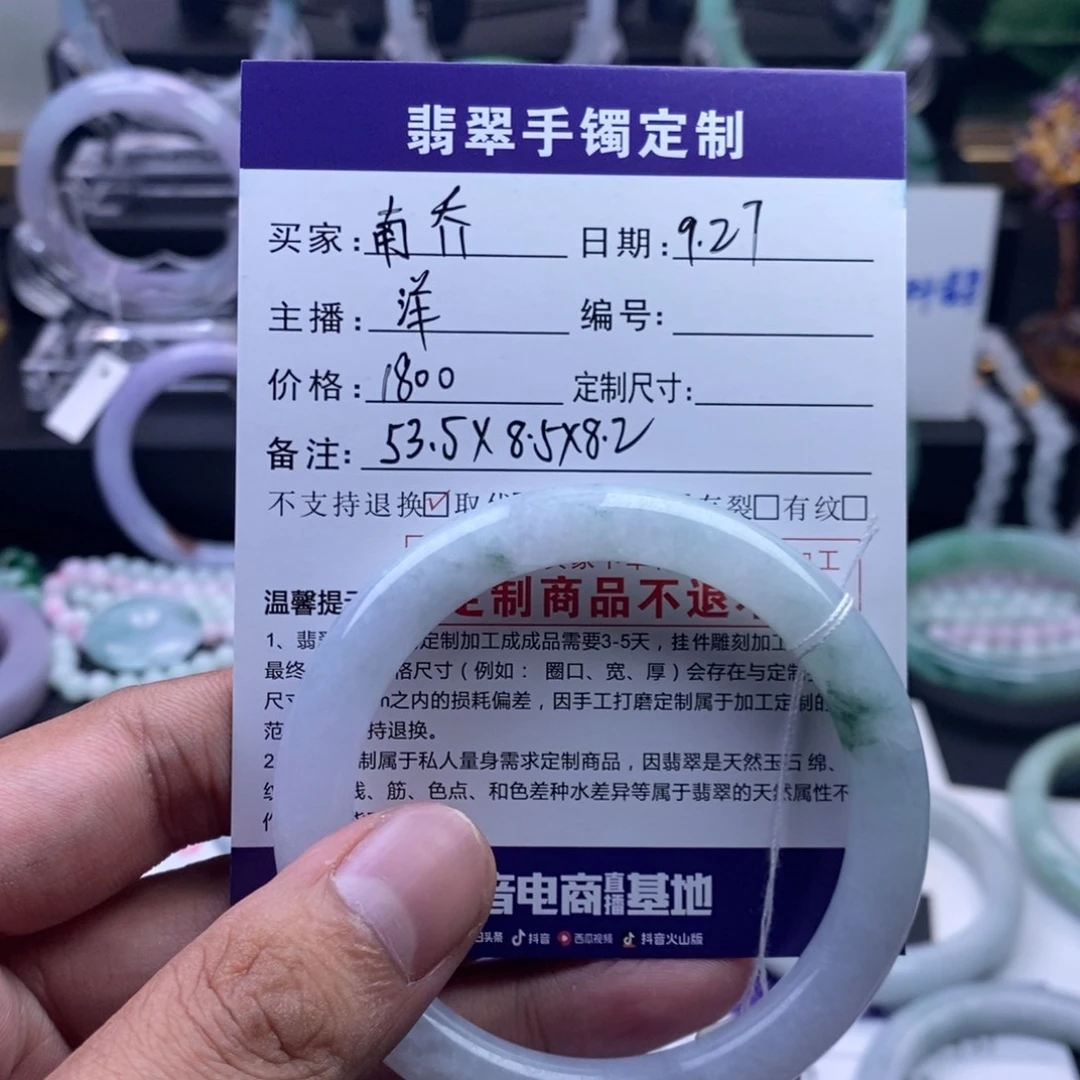 翡翠手镯定制
买家：南乔 日期：9.27
主播：洋 编号：
价格：1800 定制尺寸：
备注：53.5X8.5X8.2
不支持退换☑取 裂□有纹□
温馨提 定制商品不退
1、翡 定制加工成成品需要3-5天，挂件雕刻加工
最终 格尺寸（例如：圈口、宽、厚）会存在与定制
尺 m之内的损耗偏差，因手工打磨定制属于加工定制的
范 持退换。
2 制属于私人量身需求定制商品，因翡翠是天然玉石 绵、
纹 线、筋、色点、和色差种水差异等属于翡翠的天然属性不
作
音电商直播基地
日头条 抖音 西瓜视频 抖音火山版